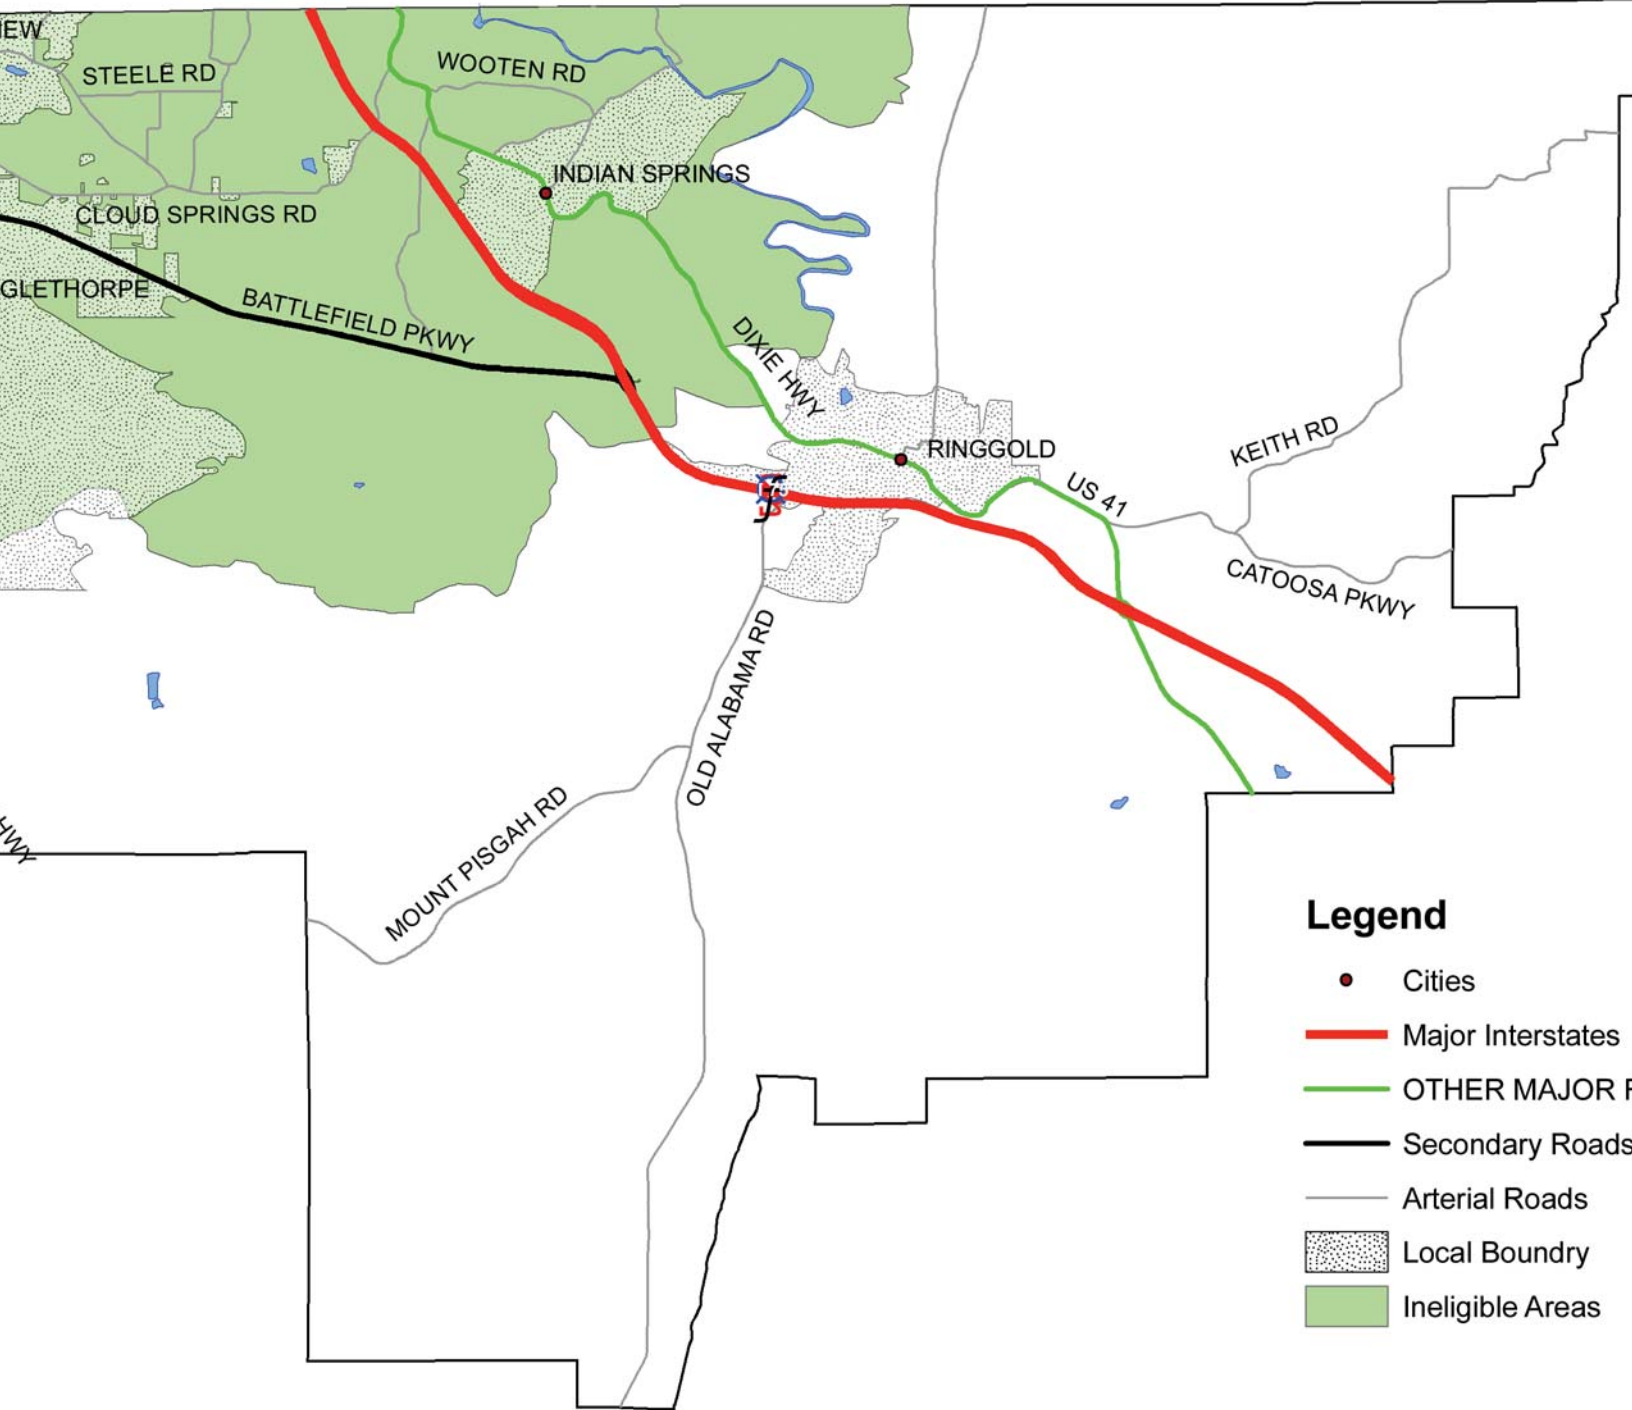 IEW
STEELE RD
WOOTEN RD
INDIAN SPRINGS
CLOUD SPRINGS RD
GLETHORPE
BATTLEFIELD PKWY
DIXIE HWY
RINGGOLD
US 41
KEITH RD
CATOOSA PKWY
OLD ALABAMA RD
MOUNT PISGAH RD
HWY
Legend
Cities
Major Interstates
OTHER MAJOR R
Secondary Roads
Arterial Roads
Local Boundry
Ineligible Areas